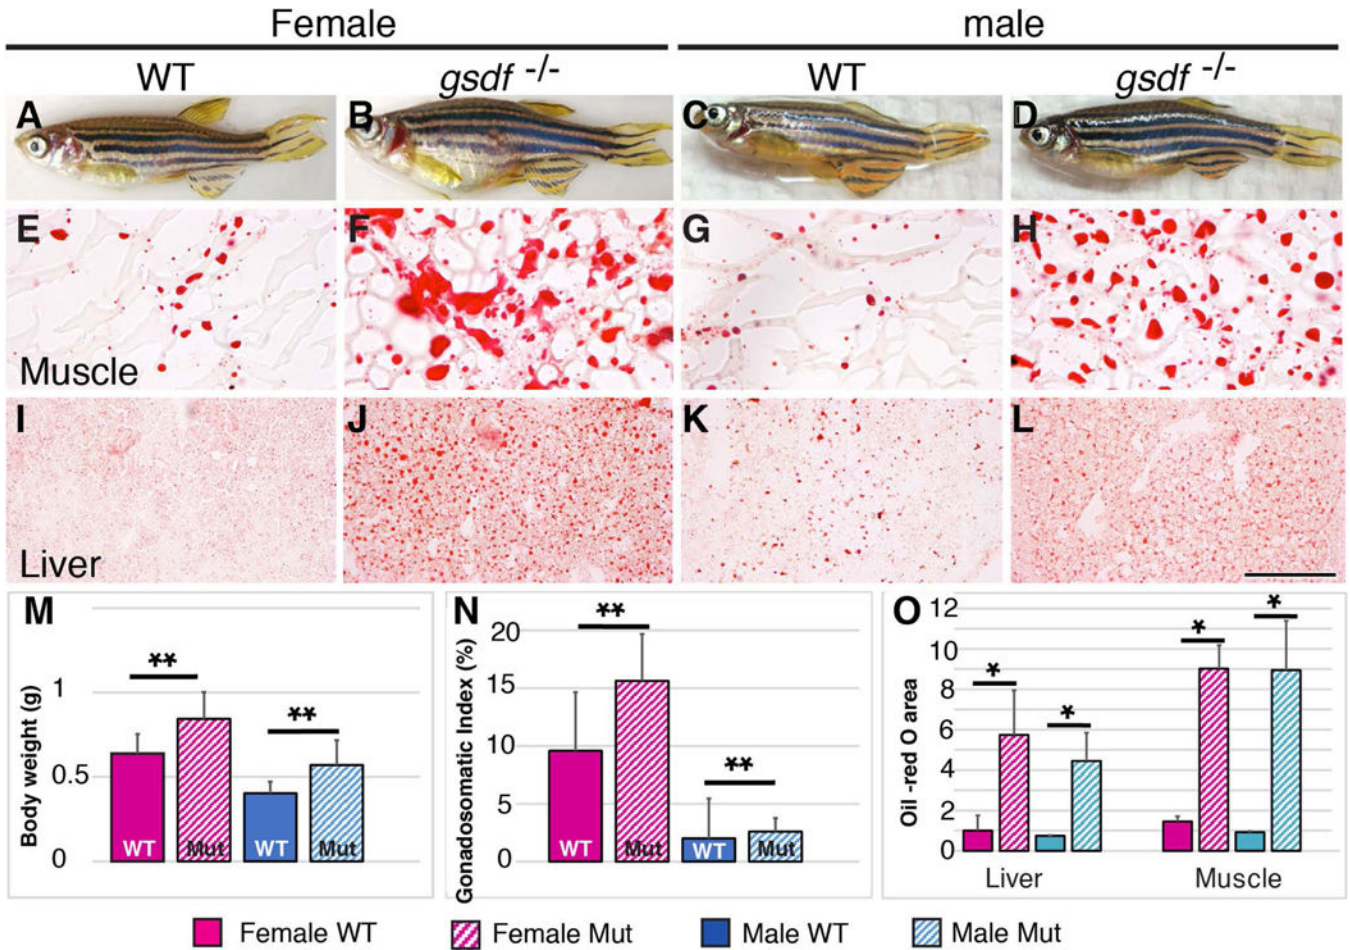 Female male
WT gsdf -/- WT gsdf -/-
A B C D
E F G H
Muscle
I J K L
Liver
M N O
Body weight (g)
1
0.5
0
** **
WT Mut WT Mut
Gonadosomatic Index (%)
20
15
10
5
0
** **
WT Mut WT Mut
Oil -red O area
12
10
8
6
4
2
0
* * * *
Liver Muscle
Female WT Female Mut Male WT Male Mut